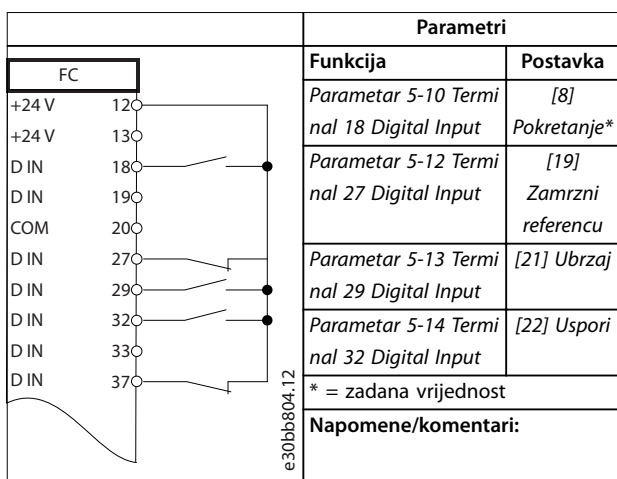 FC
+24 V 12
+24 V 13
D IN 18
D IN 19
COM 20
D IN 27
D IN 29
D IN 32
D IN 33
D IN 37
e30bb804.12
Parametri
Funkcija Postavka
Parametar 5-10 Termi [8]
nal 18 Digital Input Pokretanje*
Parametar 5-12 Termi [19]
nal 27 Digital Input Zamrzni
referencu
Parametar 5-13 Termi [21] Ubrzaj
nal 29 Digital Input
Parametar 5-14 Termi [22] Uspori
nal 32 Digital Input
* = zadana vrijednost
Napomene/komentari: